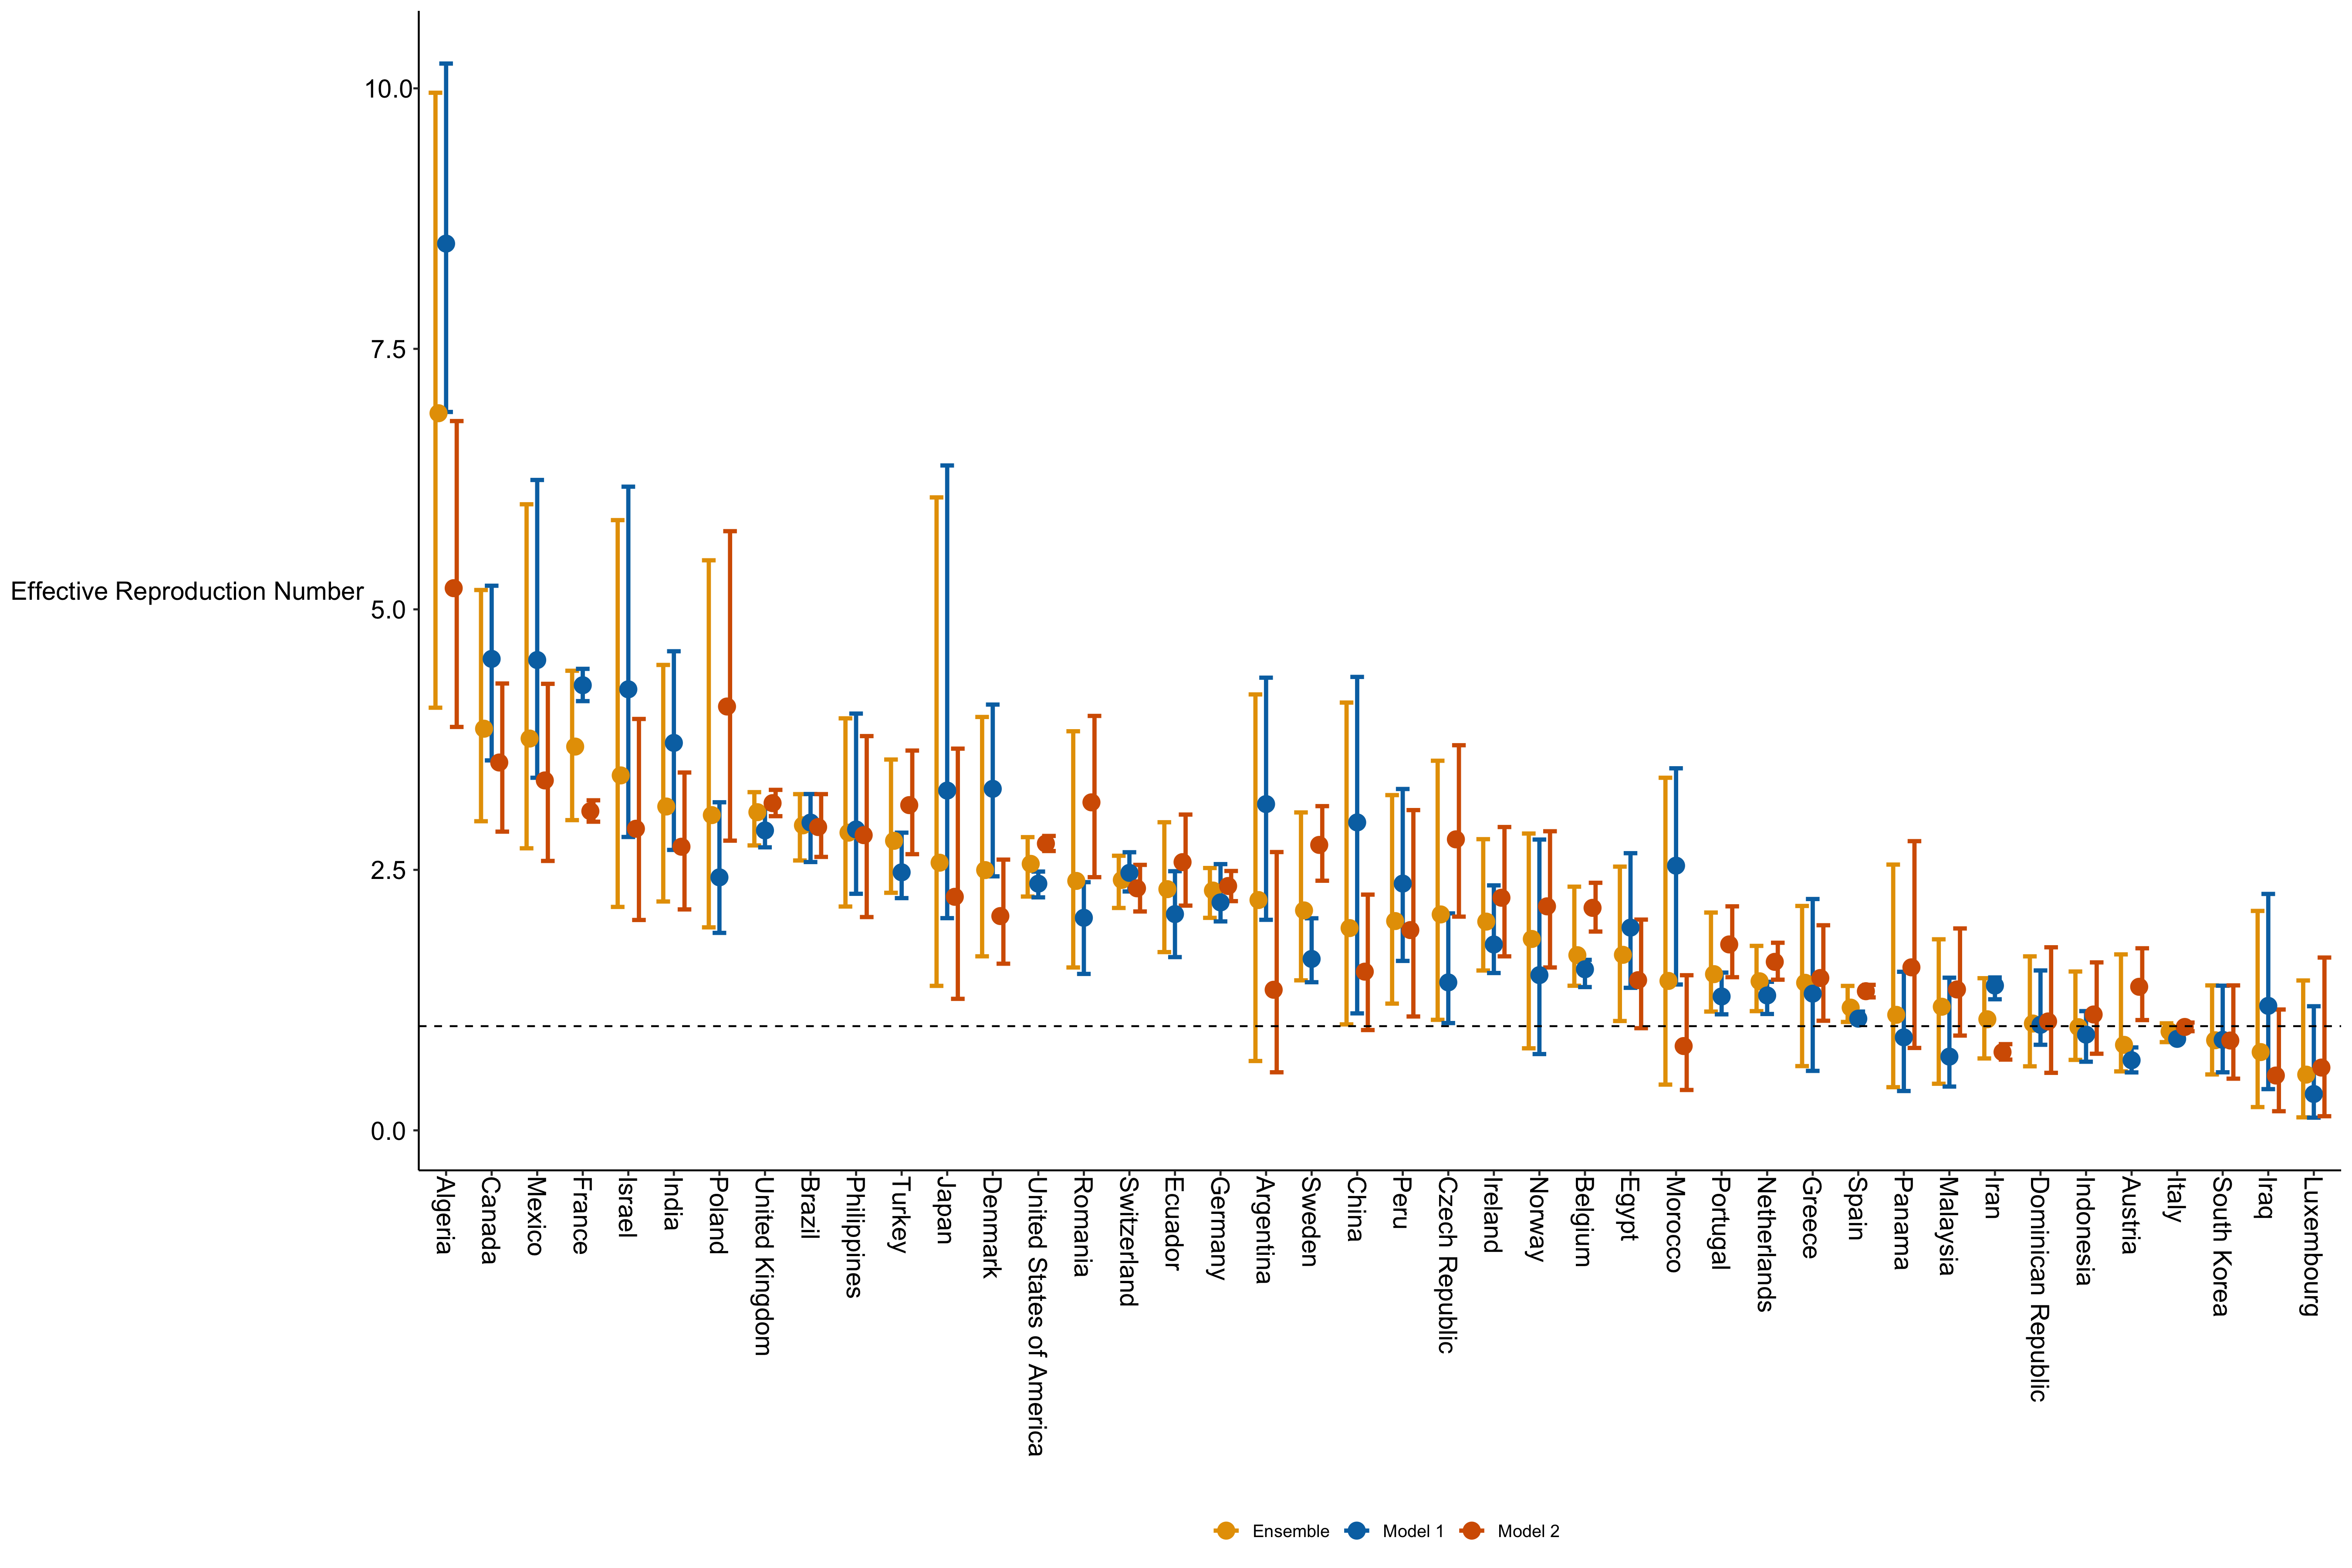 10.0
7.5
Effective Reproduction Number
5.0
2.5
0.0
Algeria
Canada
Mexico
France
Israel
India
Poland
United Kingdom
Brazil
Philippines
Turkey
Japan
Denmark
United States of America
Romania
Switzerland
Ecuador
Germany
Argentina
Sweden
China
Peru
Czech Republic
Ireland
Norway
Belgium
Egypt
Morocco
Portugal
Netherlands
Greece
Spain
Panama
Malaysia
Iran
Dominican Republic
Indonesia
Austria
Italy
South Korea
Iraq
Luxembourg
Ensemble Model 1 Model 2